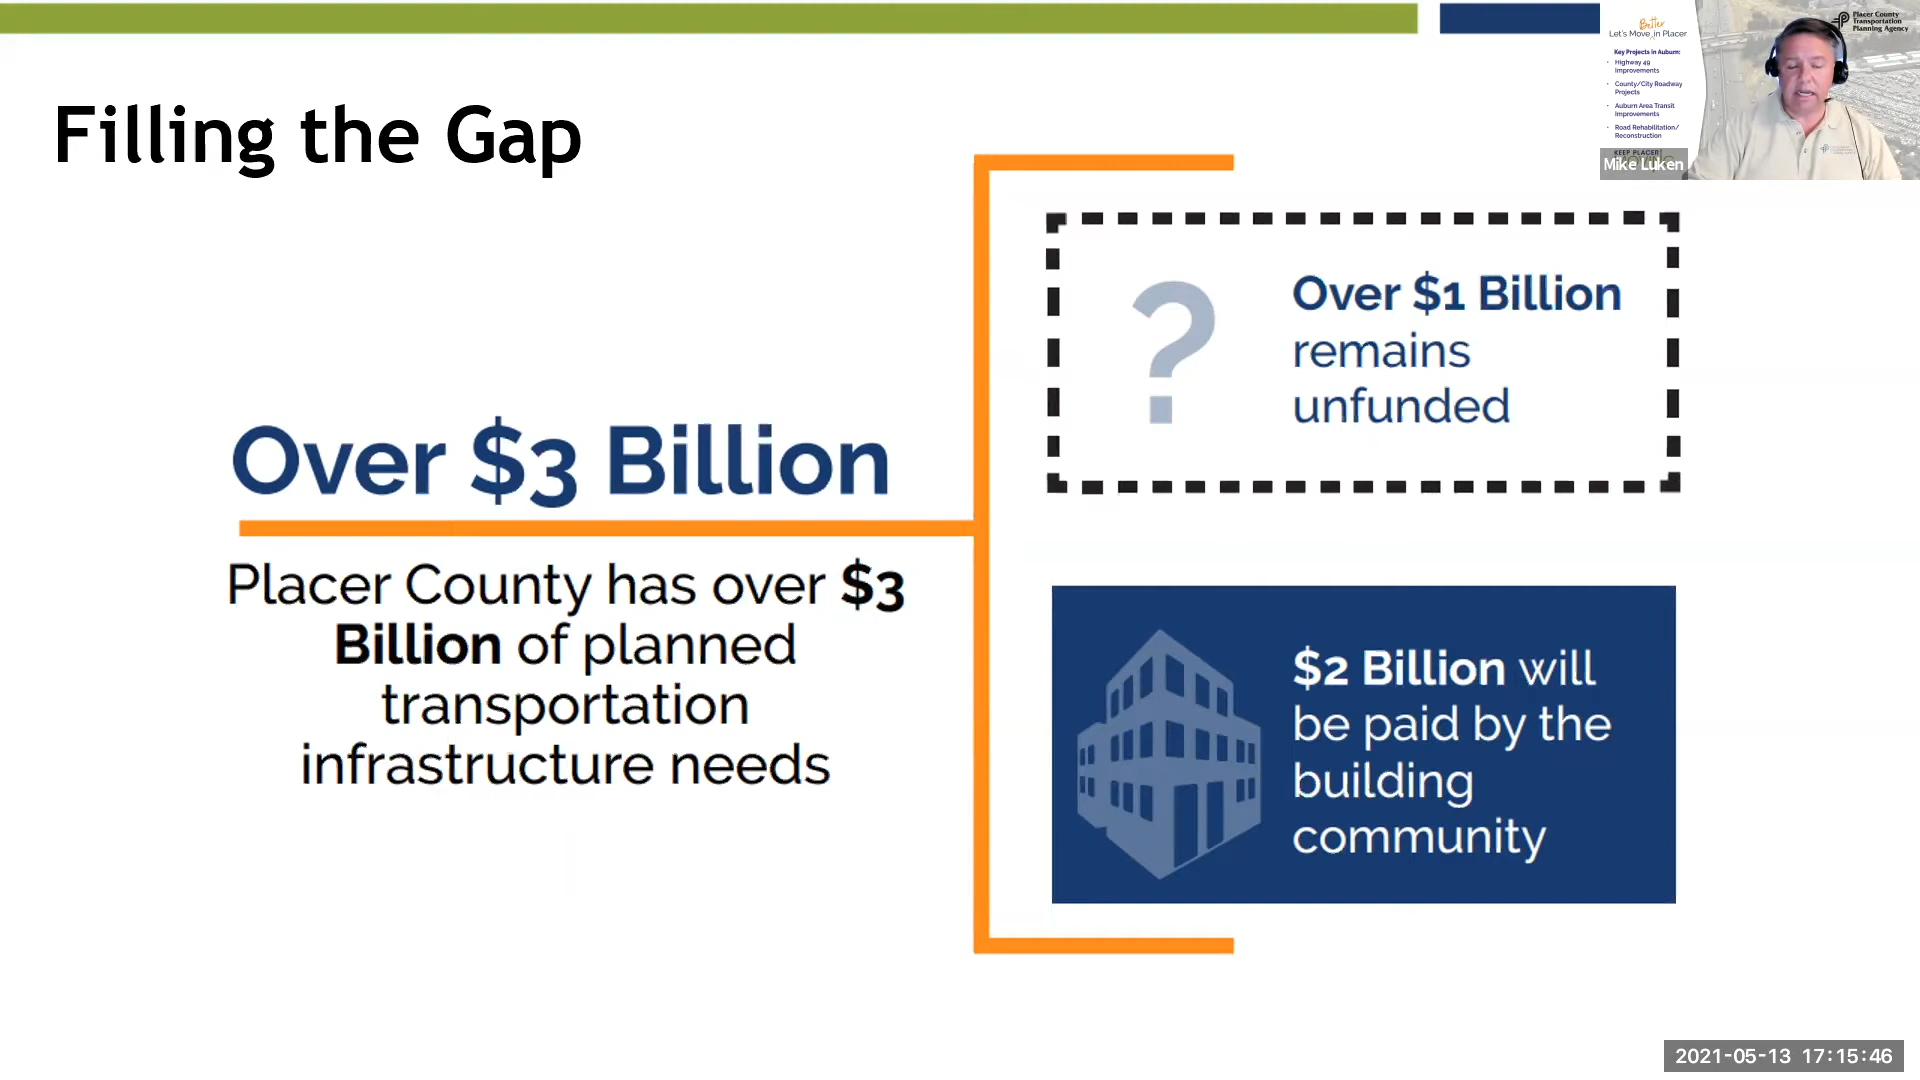 Filling the Gap
Over $3 Billion
Placer County has over $3
Billion of planned
transportation
infrastructure needs
?
Over $1 Billion
remains
unfunded
$2 Billion will
be paid by the
building
community
Better
Let's Move in Placer
Key Projects in Auburn:
Highway 49
Improvements
County/City Roadway
Projects
Auburn Area Transit
Improvements
Road Rehabilitation/
Reconstruction
KEEP PLACER
Mike Luken
Placer County
Transportation
Planning Agency
2021-05-13 17:15:46